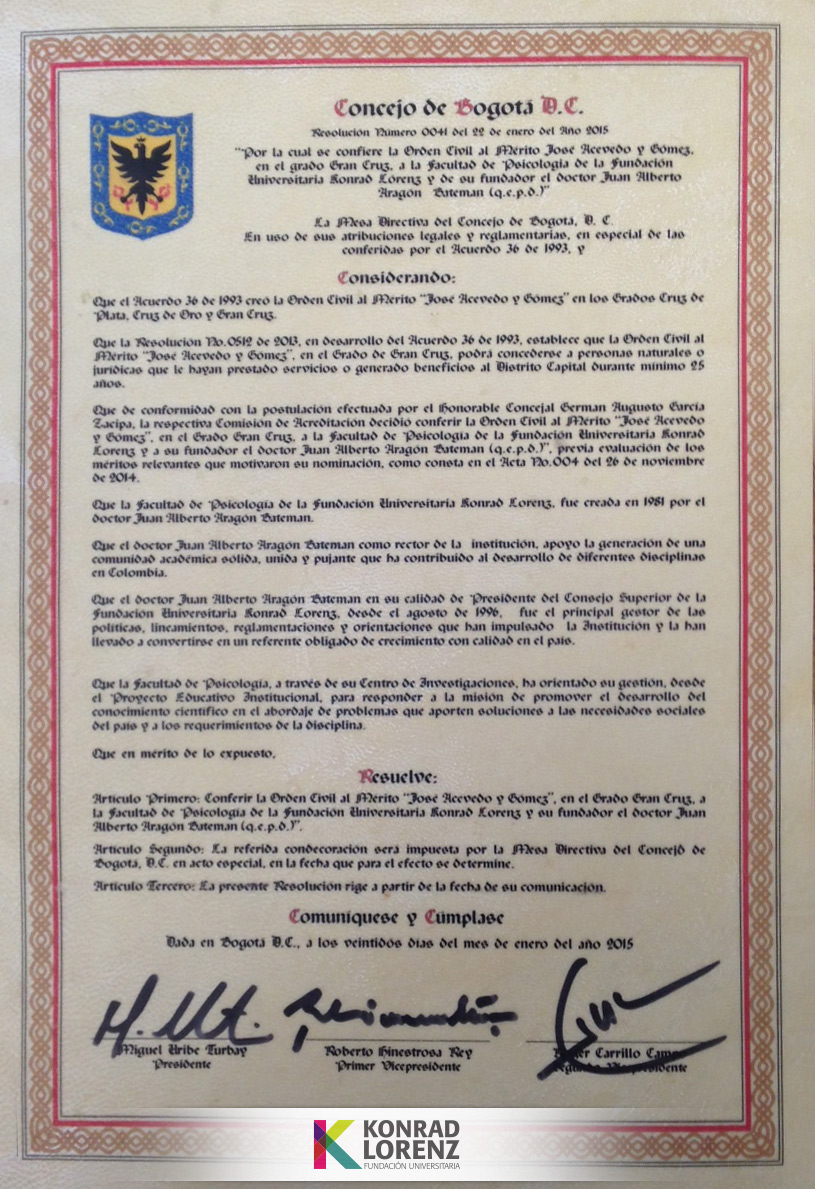 Concejo de Bogotá D.C.
Resolución Número 0041 del 22 de enero del Año 2015
"Por la cual se confiere la Orden Civil al Mérito José Acevedo y Gómez,
en el grado Gran Cruz, a la Facultad de Psicología de la Fundación
Universitaria Konrad Lorenz y de su fundador el doctor Juan Alberto
Aragón Bateman (q.e.p.d.)"
La Mesa Directiva del Concejo de Bogotá, D. C.
En uso de sus atribuciones legales y reglamentarias, en especial de las
conferidas por el Acuerdo 36 de 1993, y
Considerando:
Que el Acuerdo 36 de 1993 creó la Orden Civil al Mérito "José Acevedo y Gómez" en los Grados Cruz de
Plata, Cruz de Oro y Gran Cruz.
Que la Resolución No.0512 de 2013, en desarrollo del Acuerdo 36 de 1993, establece que la Orden Civil al
Mérito "José Acevedo y Gómez", en el Grado de Gran Cruz, podrá concederse a personas naturales o
jurídicas que le hayan prestado servicios o generado beneficios al Distrito Capital durante mínimo 25
años.
Que de conformidad con la postulación efectuada por el Honorable Concejal German Augusto García
Zacipa, la respectiva Comisión de Acreditación decidió conferir la Orden Civil al Mérito "José Acevedo
y Gómez", en el Grado Gran Cruz, a la Facultad de Psicología de la Fundación Universitaria Konrad
Lorenz y a su fundador el doctor Juan Alberto Aragón Bateman (q.e.p.d.)", previa evaluación de los
méritos relevantes que motivaron su nominación, como consta en el Acta No.004 del 26 de noviembre
de 2014.
Que la Facultad de Psicología de la Fundación Universitaria Konrad Lorenz, fue creada en 1981 por el
doctor Juan Alberto Aragón Bateman.
Que el doctor Juan Alberto Aragón Bateman como rector de la institución, apoyo la generación de una
comunidad académica sólida, unida y pujante que ha contribuido al desarrollo de diferentes disciplinas
en Colombia.
Que el doctor Juan Alberto Aragón Bateman en su calidad de Presidente del Consejo Superior de la
Fundación Universitaria Konrad Lorenz, desde el agosto de 1996, fue el principal gestor de las
políticas, lineamientos, reglamentaciones y orientaciones que han impulsado la Institución y la han
llevado a convertirse en un referente obligado de crecimiento con calidad en el país.
Que la Facultad de Psicología, a través de su Centro de Investigaciones, ha orientado su gestión, desde
el Proyecto Educativo Institucional, para responder a la misión de promover el desarrollo del
conocimiento científico en el abordaje de problemas que aporten soluciones a las necesidades sociales
del país y a los requerimientos de la disciplina.
Que en mérito de lo expuesto,
Resuelve:
Artículo Primero: Conferir la Orden Civil al Mérito "José Acevedo y Gómez", en el Grado Gran Cruz, a
la Facultad de Psicología de la Fundación Universitaria Konrad Lorenz y su fundador el doctor Juan
Alberto Aragón Bateman (q.e.p.d.)".
Artículo Segundo: La referida condecoración será impuesta por la Mesa Directiva del Concejo de
Bogotá, D.C. en acto especial, en la fecha que para el efecto se determine.
Artículo Tercero: La presente Resolución rige a partir de la fecha de su comunicación.
Comuníquese y Cúmplase
Dada en Bogotá D.C., a los veintidós días del mes de enero del año 2015
Miguel Uribe Turbay
Presidente
Roberto Hinestrosa Rey
Primer Vicepresidente
Carrillo
Segundo Vicepresidente
KONRAD
LORENZ
FUNDACIÓN UNIVERSITARIA